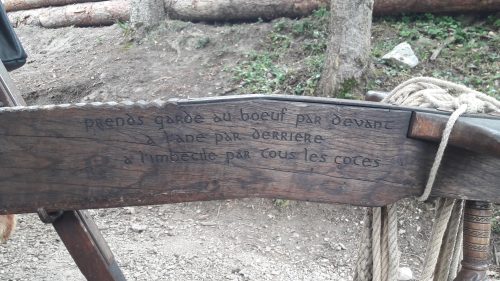 prends garde au boeuf par devant
a l'ane par derriere
a l'imbecile par tous les cotes